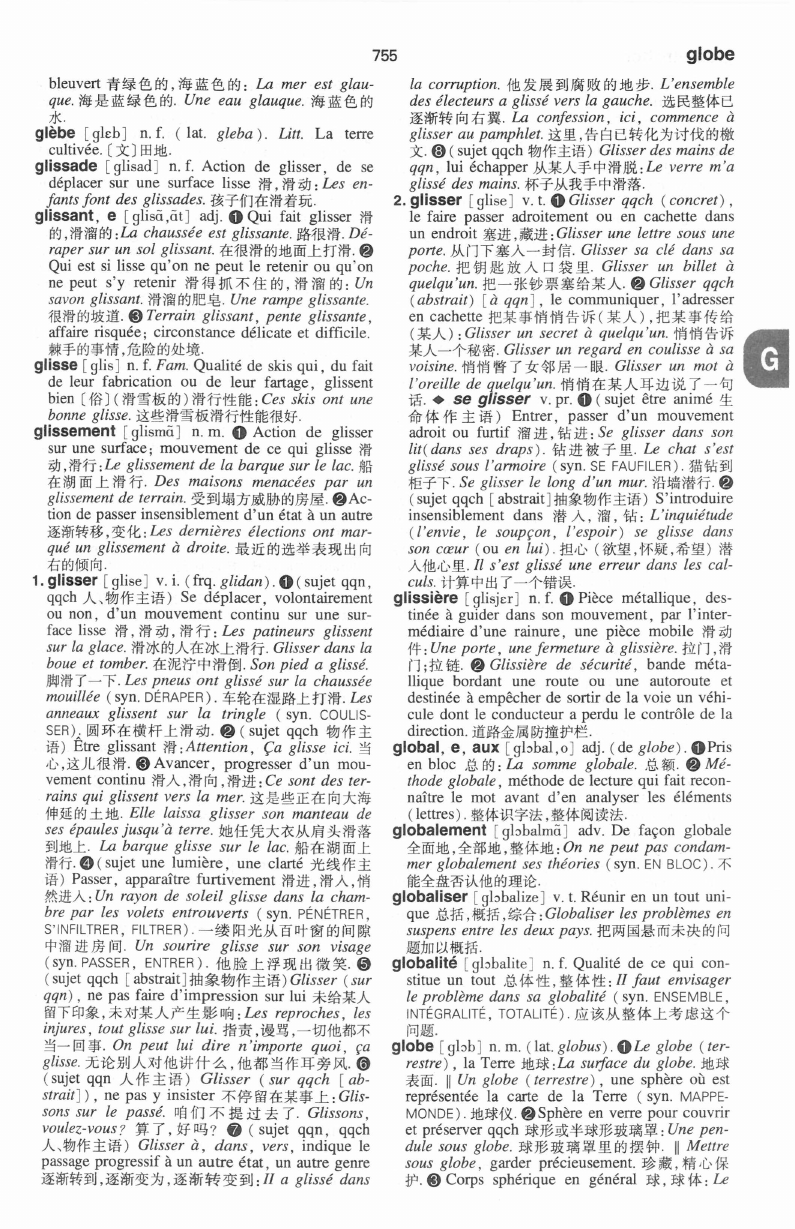 755
globe
bleuvert 青绿色的,海蓝色的: La mer est glau-
que. 海是蓝绿色的. Une eau glauque. 海蓝色的
水.
glèbe [glɛb] n. f. ( lat. gleba). Litt. La terre
cultivée.〔文〕田地.
glissade [glisad] n. f. Action de glisser, de se
déplacer sur une surface lisse 滑,滑动: Les en-
fants font des glissades. 孩子们在滑着玩.
glissant, e [glisɑ̃,ɑ̃t] adj. ❶ Qui fait glisser 滑
的,滑溜的: La chaussée est glissante. 路很滑. Dé-
raper sur un sol glissant. 在很滑的地面上打滑. ❷
Qui est si lisse qu'on ne peut le retenir ou qu'on
ne peut s'y retenir 滑得抓不住的, 滑溜的: Un
savon glissant. 滑溜的肥皂. Une rampe glissante.
很滑的坡道. ❸ Terrain glissant, pente glissante,
affaire risquée; circonstance délicate et difficile.
棘手的事情,危险的处境.
glisse [glis] n. f. Fam. Qualité de skis qui, du fait
de leur fabrication ou de leur fartage, glissent
bien〔俗〕(滑雪板的)滑行性能: Ces skis ont une
bonne glisse. 这些滑雪板滑行性能很好.
glissement [glismɑ̃] n. m. ❶ Action de glisser
sur une surface; mouvement de ce qui glisse 滑
动,滑行: Le glissement de la barque sur le lac. 船
在湖面上滑行. Des maisons menacées par un
glissement de terrain. 受到塌方威胁的房屋. ❷ Ac-
tion de passer insensiblement d'un état à un autre
逐渐转移,变化: Les dernières élections ont mar-
qué un glissement à droite. 最近的选举表现出向
右的倾向.
1. glisser [glise] v. i. (frq. glidan). ❶ (sujet qqn,
qqch 人、物作主语) Se déplacer, volontairement
ou non, d'un mouvement continu sur une sur-
face lisse 滑, 滑动, 滑行: Les patineurs glissent
sur la glace. 滑冰的人在冰上滑行. Glisser dans la
boue et tomber. 在泥泞中滑倒. Son pied a glissé.
脚滑了一下. Les pneus ont glissé sur la chaussée
mouillée (syn. DÉRAPER). 车轮在湿路上打滑. Les
anneaux glissent sur la tringle ( syn. COULIS-
SER). 圆环在横杆上滑动. ❷ ( sujet qqch 物作主
语) Être glissant 滑: Attention, Ça glisse ici. 当
心,这儿很滑. ❸ Avancer, progresser d'un mou-
vement continu 滑入,滑向,滑进: Ce sont des ter-
rains qui glissent vers la mer. 这是些正在向大海
伸延的土地. Elle laissa glisser son manteau de
ses épaules jusqu'à terre. 她任凭大衣从肩头滑落
到地上. La barque glisse sur le lac. 船在湖面上
滑行. ❹ (sujet une lumière, une clarté 光线作主
语) Passer, apparaître furtivement 滑进,滑入,悄
然进入: Un rayon de soleil glisse dans la cham-
bre par les volets entrouverts ( syn. PÉNÉTRER,
S'INFILTRER, FILTRER). 一缕阳光从百叶窗的间隙
中溜进房间. Un sourire glisse sur son visage
(syn. PASSER, ENTRER). 他脸上浮现出微笑. ❺
(sujet qqch [abstrait]抽象物作主语) Glisser (sur
qqn), ne pas faire d'impression sur lui 未给某人
留下印象,未对某人产生影响: Les reproches, les
injures, tout glisse sur lui. 指责,谩骂,一切他都不
当一回事. On peut lui dire n'importe quoi, ça
glisse. 无论别人对他讲什么,他都当作耳旁风. ❻
(sujet qqn 人作主语) Glisser ( sur qqch [ab-
strait]), ne pas y insister 不停留在某事上: Glis-
sons sur le passé. 咱们不提过去了. Glissons,
voulez-vous? 算了,好吗? ❼ ( sujet qqn, qqch
人、物作主语) Glisser à, dans, vers, indique le
passage progressif à un autre état, un autre genre
逐渐转到,逐渐变为,逐渐转变到: Il a glissé dans
la corruption. 他发展到腐败的地步. L'ensemble
des électeurs a glissé vers la gauche. 选民整体已
逐渐转向右翼. La confession, ici, commence à
glisser au pamphlet. 这里,告白已转化为讨伐的檄
文. ❽ (sujet qqch 物作主语) Glisser des mains de
qqn, lui échapper 从某人手中滑脱: Le verre m'a
glissé des mains. 杯子从我手中滑落.
2. glisser [glise] v. t. ❶ Glisser qqch (concret),
le faire passer adroitement ou en cachette dans
un endroit 塞进,藏进: Glisser une lettre sous une
porte. 从门下塞入一封信. Glisser sa clé dans sa
poche. 把钥匙放入口袋里. Glisser un billet à
quelqu'un. 把一张钞票塞给某人. ❷ Glisser qqch
(abstrait) [à qqn], le communiquer, l'adresser
en cachette 把某事悄悄告诉(某人),把某事传给
(某人): Glisser un secret à quelqu'un. 悄悄告诉
某人一个秘密. Glisser un regard en coulisse à sa
voisine. 悄悄瞥了女邻居一眼. Glisser un mot à
l'oreille de quelqu'un. 悄悄在某人耳边说了一句
话. ◆ se glisser v. pr. ❶ ( sujet être animé 生
命体作主语) Entrer, passer d'un mouvement
adroit ou furtif 溜进,钻进: Se glisser dans son
lit(dans ses draps). 钻进被子里. Le chat s'est
glissé sous l'armoire (syn. SE FAUFILER). 猫钻到
柜子下. Se glisser le long d'un mur. 沿墙潜行. ❷
(sujet qqch [abstrait]抽象物作主语) S'introduire
insensiblement dans 潜入, 溜, 钻: L'inquiétude
(l'envie, le soupçon, l'espoir) se glisse dans
son cœur (ou en lui). 担心 (欲望,怀疑,希望) 潜
入他心里. Il s'est glissé une erreur dans les cal-
culs. 计算中出了一个错误.
glissière [glisjɛr] n. f. ❶ Pièce métallique, des-
tinée à guider dans son mouvement, par l'inter-
médiaire d'une rainure, une pièce mobile 滑动
件: Une porte, une fermeture à glissière. 拉门,滑
门;拉链. ❷ Glissière de sécurité, bande méta-
llique bordant une route ou une autoroute et
destinée à empêcher de sortir de la voie un véhi-
cule dont le conducteur a perdu le contrôle de la
direction. 道路金属防撞护栏.
global, e, aux [glɔbal,o] adj. (de globe). ❶ Pris
en bloc 总的: La somme globale. 总额. ❷ Mé-
thode globale, méthode de lecture qui fait recon-
naître le mot avant d'en analyser les éléments
(lettres). 整体识字法,整体阅读法.
globalement [glɔbalmɑ̃] adv. De façon globale
全面地,全部地,整体地: On ne peut pas condam-
mer globalement ses théories (syn. EN BLOC). 不
能全盘否认他的理论.
globaliser [glɔbalize] v. t. Réunir en un tout uni-
que 总括,概括,综合: Globaliser les problèmes en
suspens entre les deux pays. 把两国悬而未决的问
题加以概括.
globalité [glɔbalite] n. f. Qualité de ce qui con-
stitue un tout 总体性,整体性: Il faut envisager
le problème dans sa globalité ( syn. ENSEMBLE,
INTÉGRALITÉ, TOTALITÉ). 应该从整体上考虑这个
问题.
globe [glɔb] n. m. (lat. globus). ❶ Le globe (ter-
restre), la Terre 地球: La surface du globe. 地球
表面. ‖ Un globe (terrestre), une sphère où est
représentée la carte de la Terre ( syn. MAPPE-
MONDE). 地球仪. ❷ Sphère en verre pour couvrir
et préserver qqch 球形或半球形玻璃罩: Une pen-
dule sous globe. 球形玻璃罩里的摆钟. ‖ Mettre
sous globe, garder précieusement. 珍藏,精心保
护. ❸ Corps sphérique en général 球, 球体: Le
G